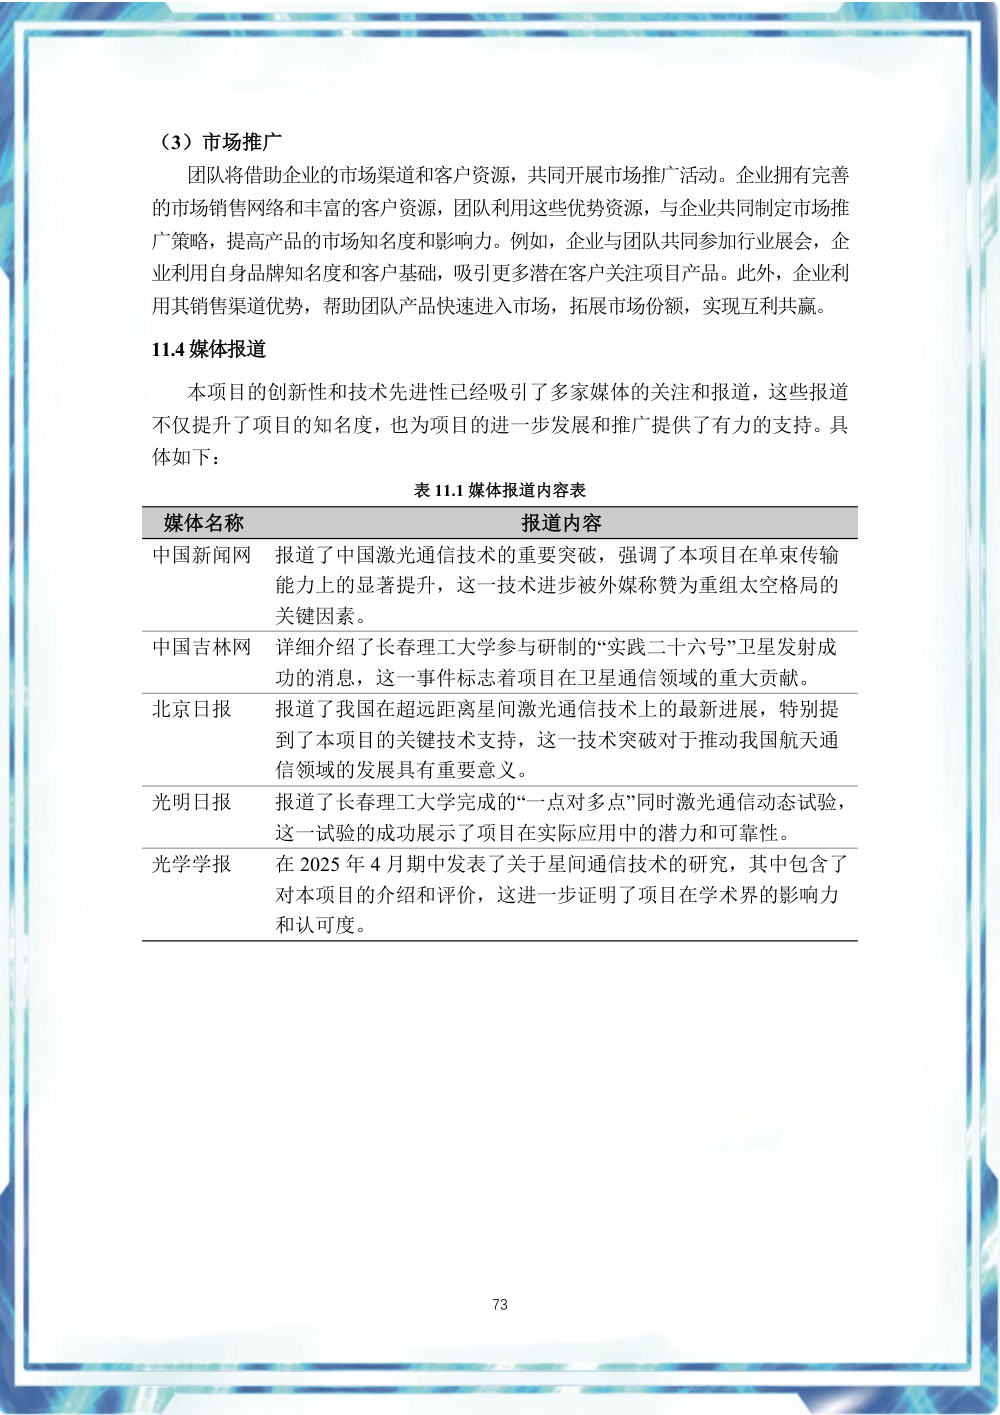 （3）市场推广
团队将借助企业的市场渠道和客户资源，共同开展市场推广活动。企业拥有完善
的市场销售网络和丰富的客户资源，团队利用这些优势资源，与企业共同制定市场推
广策略，提高产品的市场知名度和影响力。例如，企业与团队共同参加行业展会，企
业利用自身品牌知名度和客户基础，吸引更多潜在客户关注项目产品。此外，企业利
用其销售渠道优势，帮助团队产品快速进入市场，拓展市场份额，实现互利共赢。
11.4 媒体报道
本项目的创新性和技术先进性已经吸引了多家媒体的关注和报道，这些报道
不仅提升了项目的知名度，也为项目的进一步发展和推广提供了有力的支持。具
体如下：
表 11.1 媒体报道内容表
媒体名称 报道内容
中国新闻网 报道了中国激光通信技术的重要突破，强调了本项目在单束传输
能力上的显著提升，这一技术进步被外媒称赞为重组太空格局的
关键因素。
中国吉林网 详细介绍了长春理工大学参与研制的“实践二十六号”卫星发射成
功的消息，这一事件标志着项目在卫星通信领域的重大贡献。
北京日报 报道了我国在超远距离星间激光通信技术上的最新进展，特别提
到了本项目的关键技术支持，这一技术突破对于推动我国航天通
信领域的发展具有重要意义。
光明日报 报道了长春理工大学完成的“一点对多点”同时激光通信动态试验，
这一试验的成功展示了项目在实际应用中的潜力和可靠性。
光学学报 在 2025 年 4 月期中发表了关于星间通信技术的研究，其中包含了
对本项目的介绍和评价，这进一步证明了项目在学术界的影响力
和认可度。
73